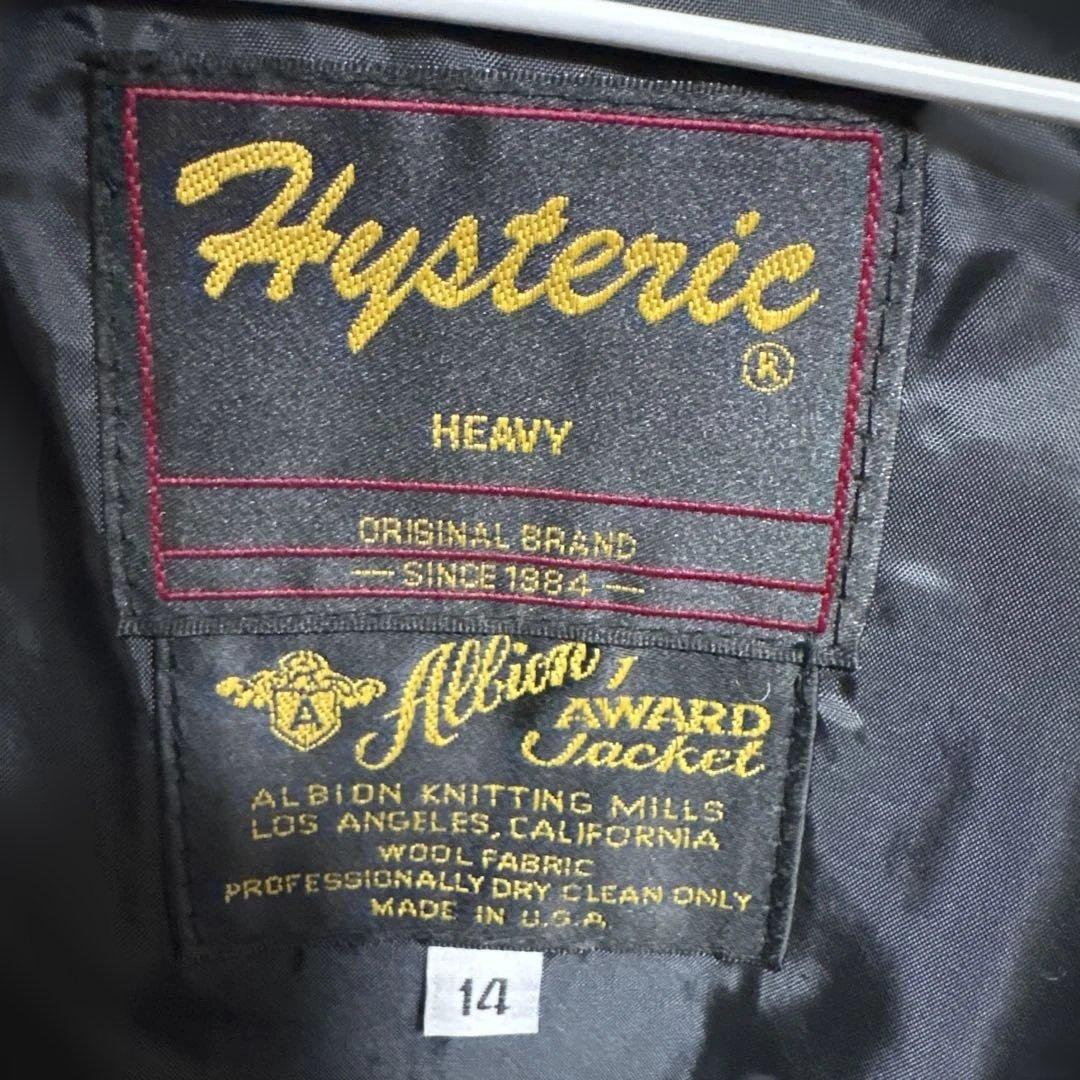 Hysteric
®
HEAVY
ORIGINAL BRAND
— SINCE 1984 —
A
Albion /
AWARD
Jacket
ALBION KNITTING MILLS
LOS ANGELES, CALIFORNIA
WOOL FABRIC
PROFESSIONALLY DRY CLEAN ONLY
MADE IN U.S.A.
14